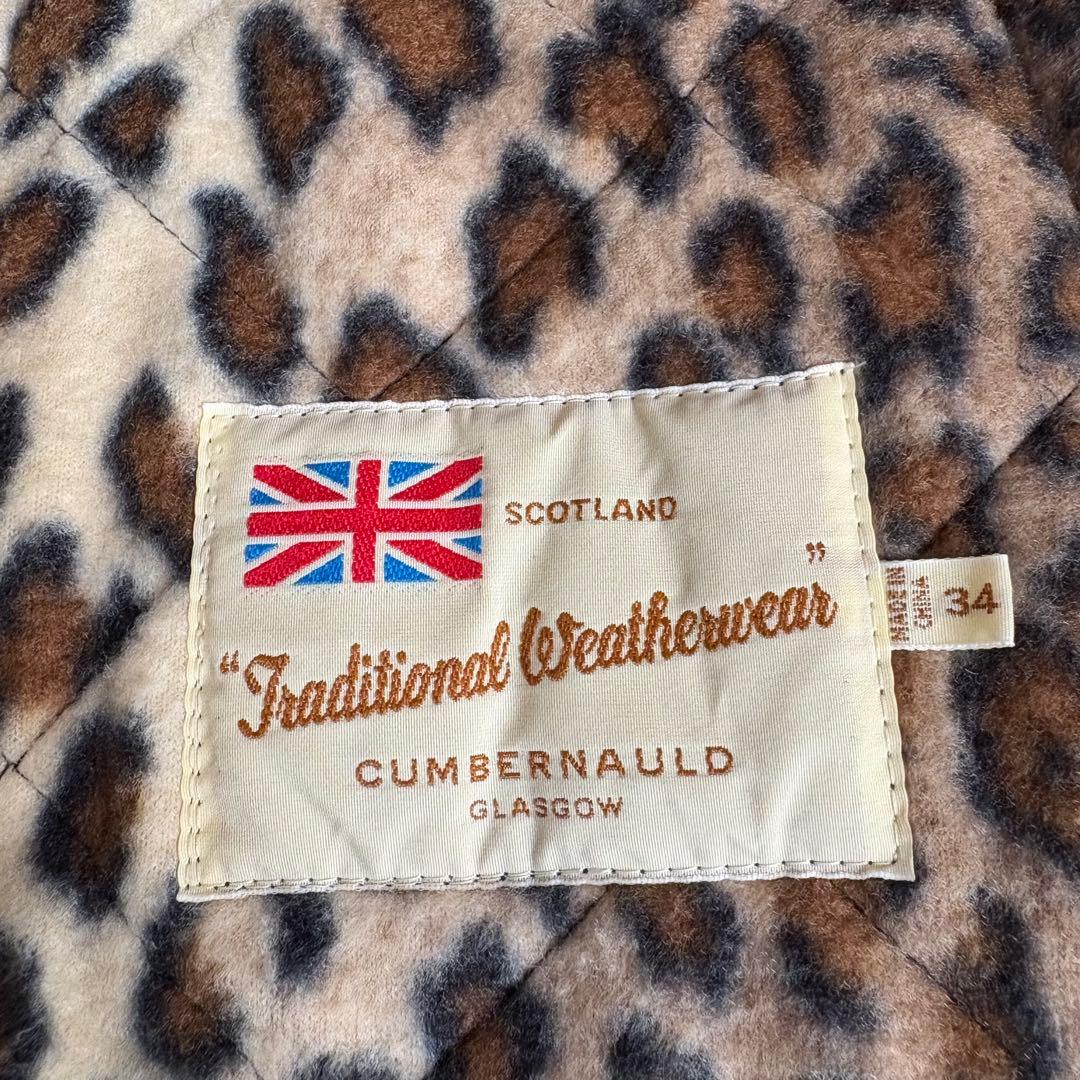 SCOTLAND
“Traditional Weatherwear”
CUMBERNAULD
GLASGOW
MADE IN
CHINA
34